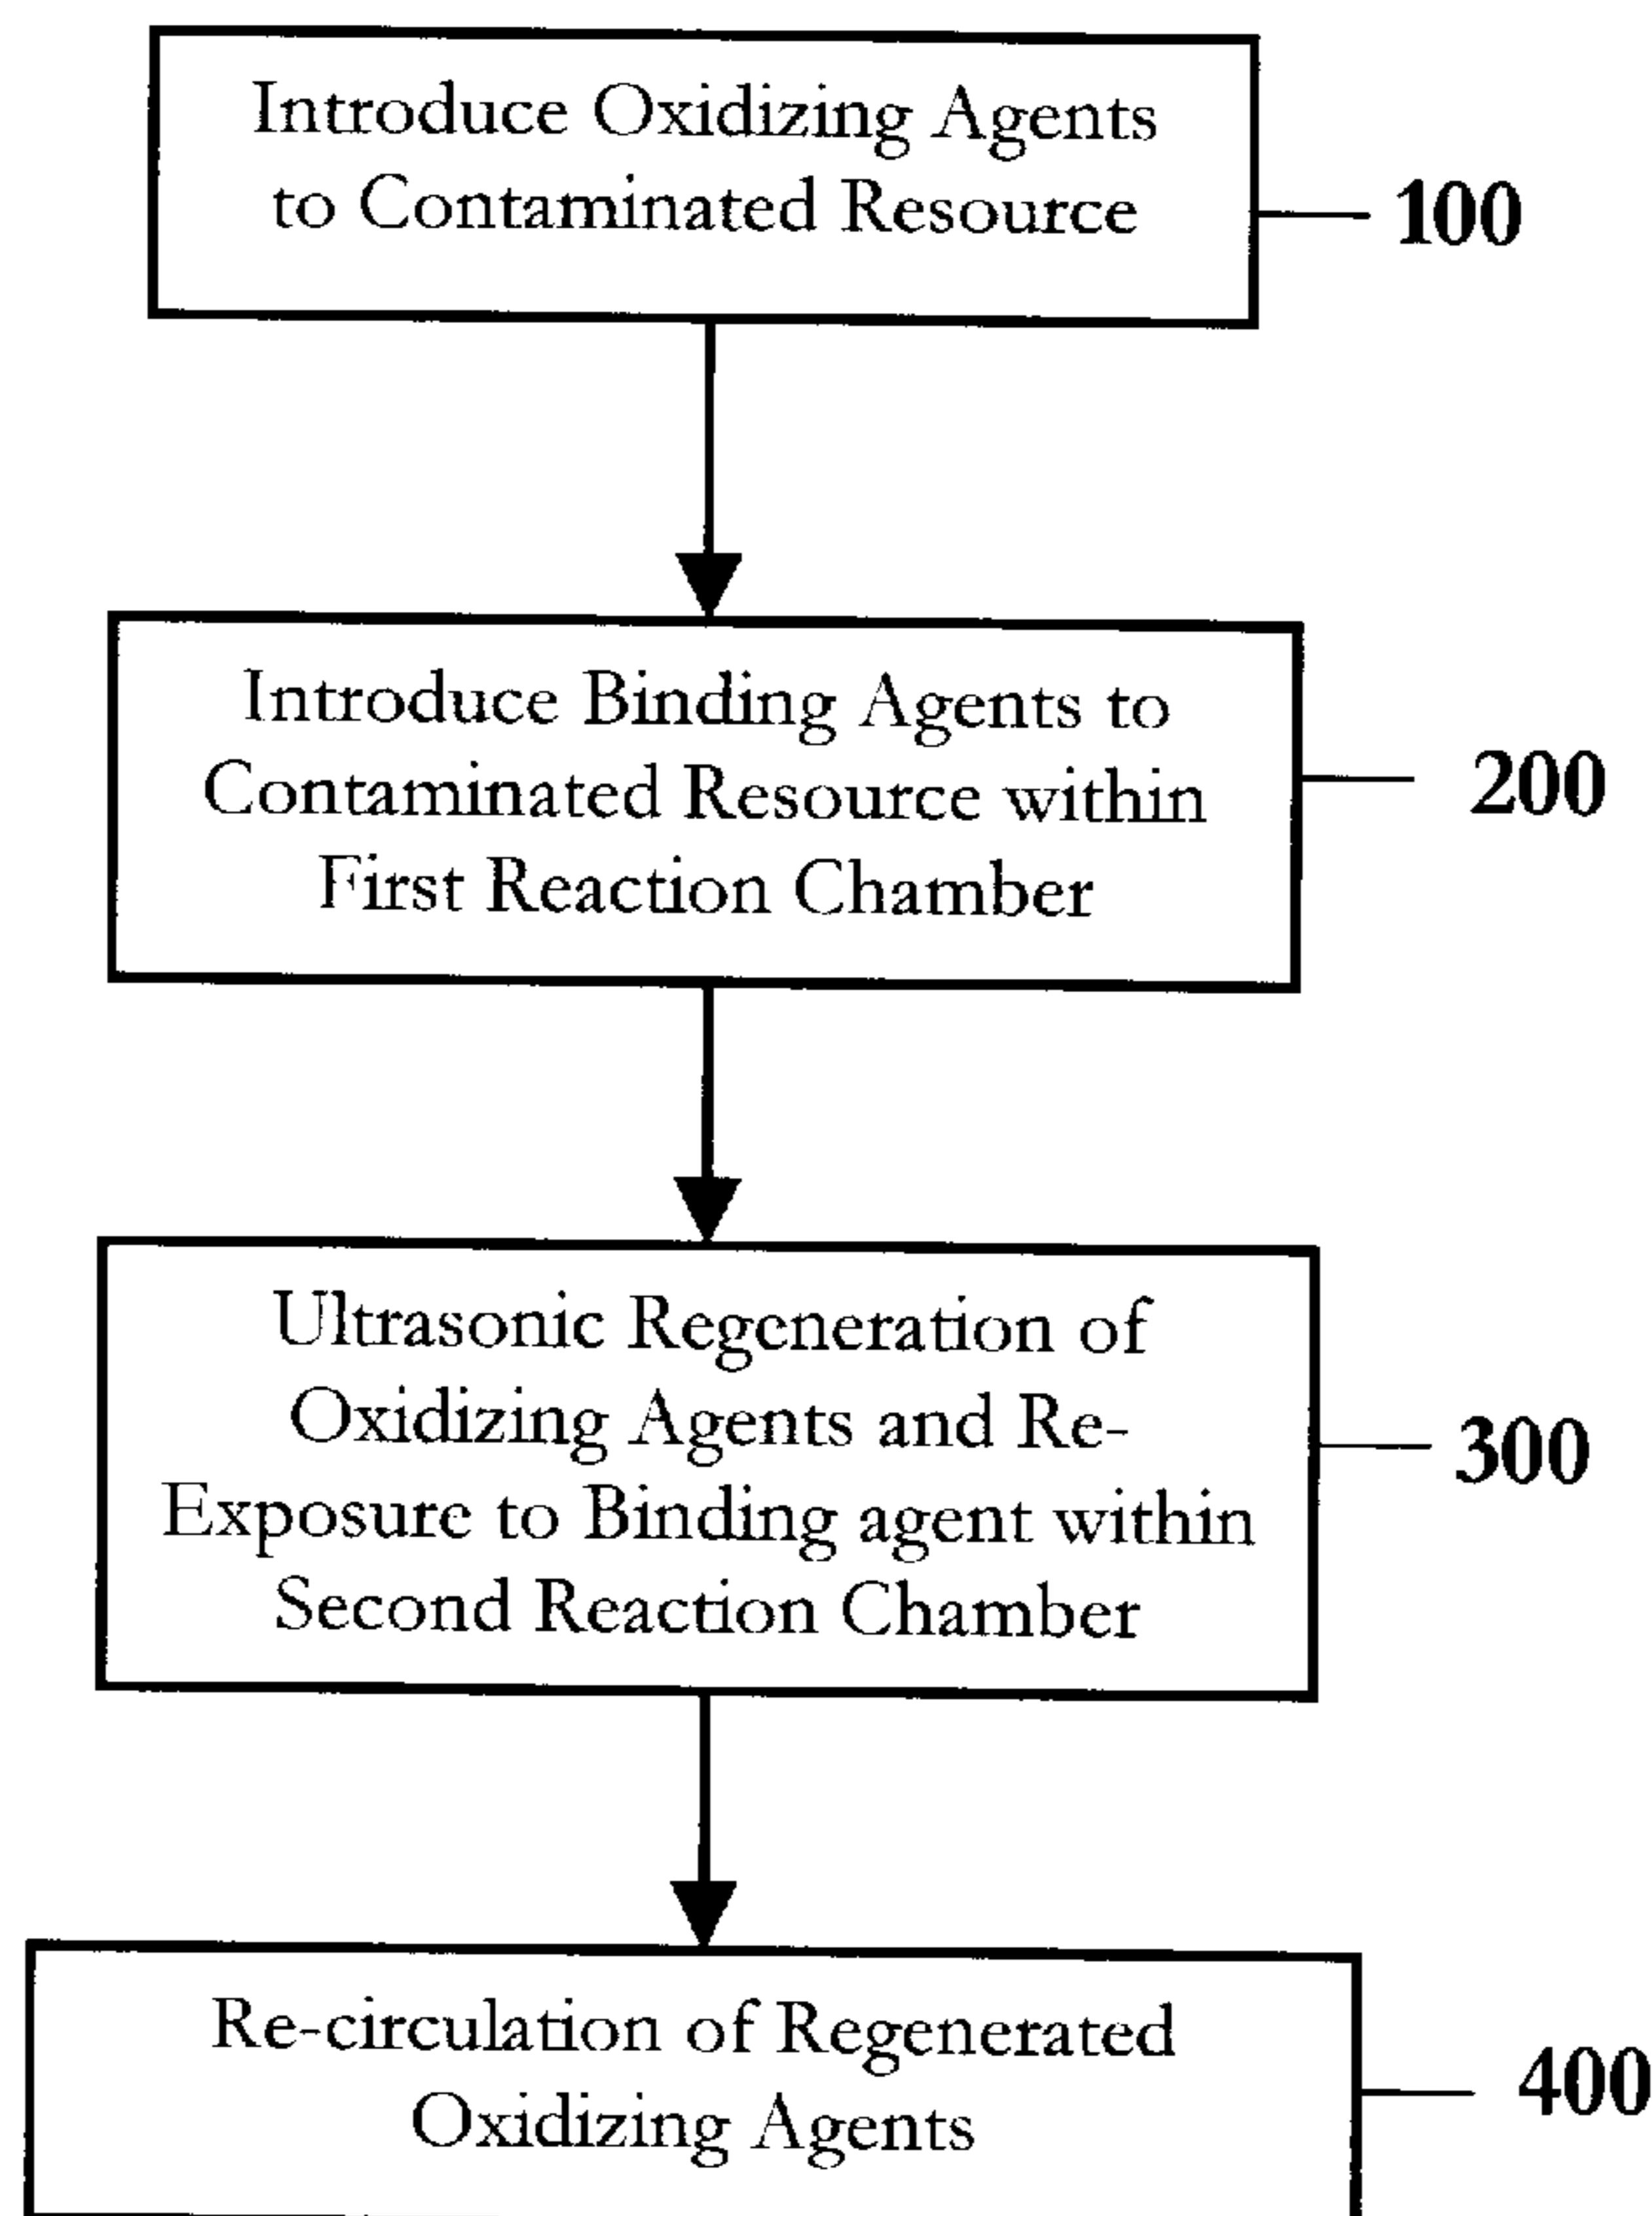 Introduce Oxidizing Agents
to Contaminated Resource
100
Introduce Binding Agents to
Contaminated Resource within
First Reaction Chamber
200
Ultrasonic Regeneration of
Oxidizing Agents and Re-
Exposure to Binding agent within
Second Reaction Chamber
300
Re-circulation of Regenerated
Oxidizing Agents
400